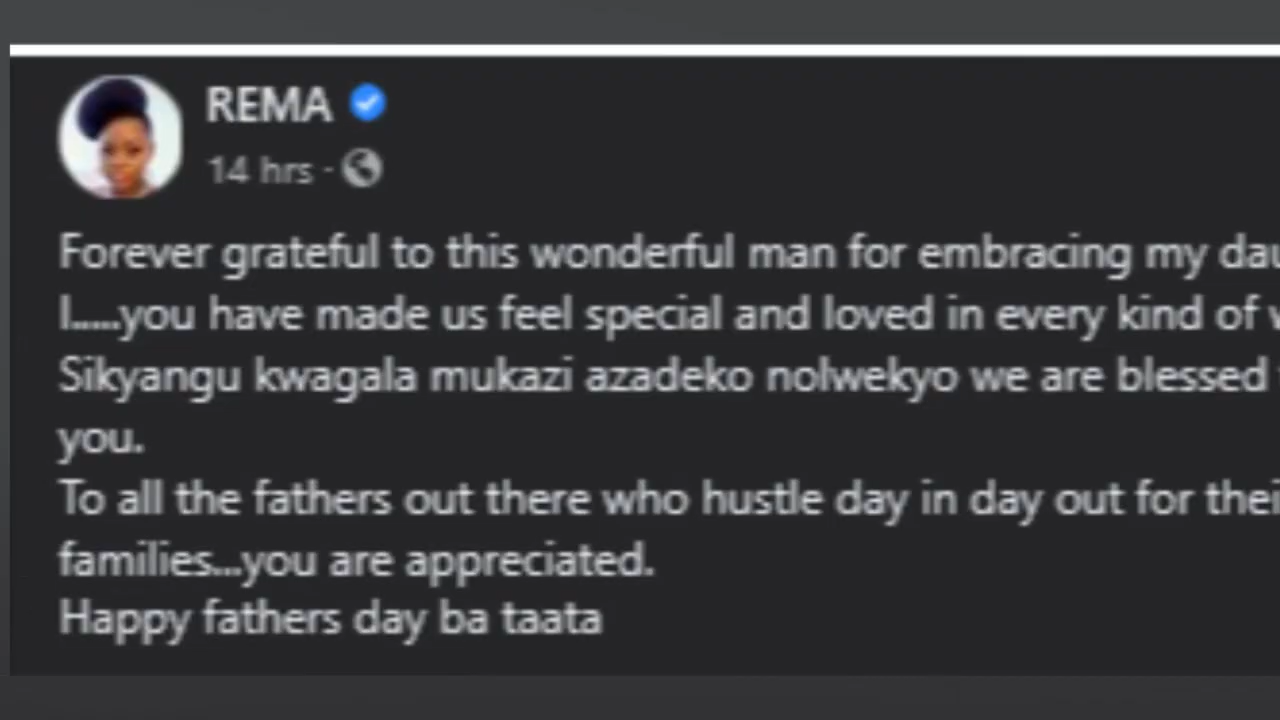 REMA
14 hrs ·
Forever grateful to this wonderful man for embracing my
I.....you have made us feel special and loved in every kind of
Sikyangu kwagala mukazi azadeko nolwekyo we are blessed
you.
To all the fathers out there who hustle day in day out for
families...you are appreciated.
Happy fathers day ba taata